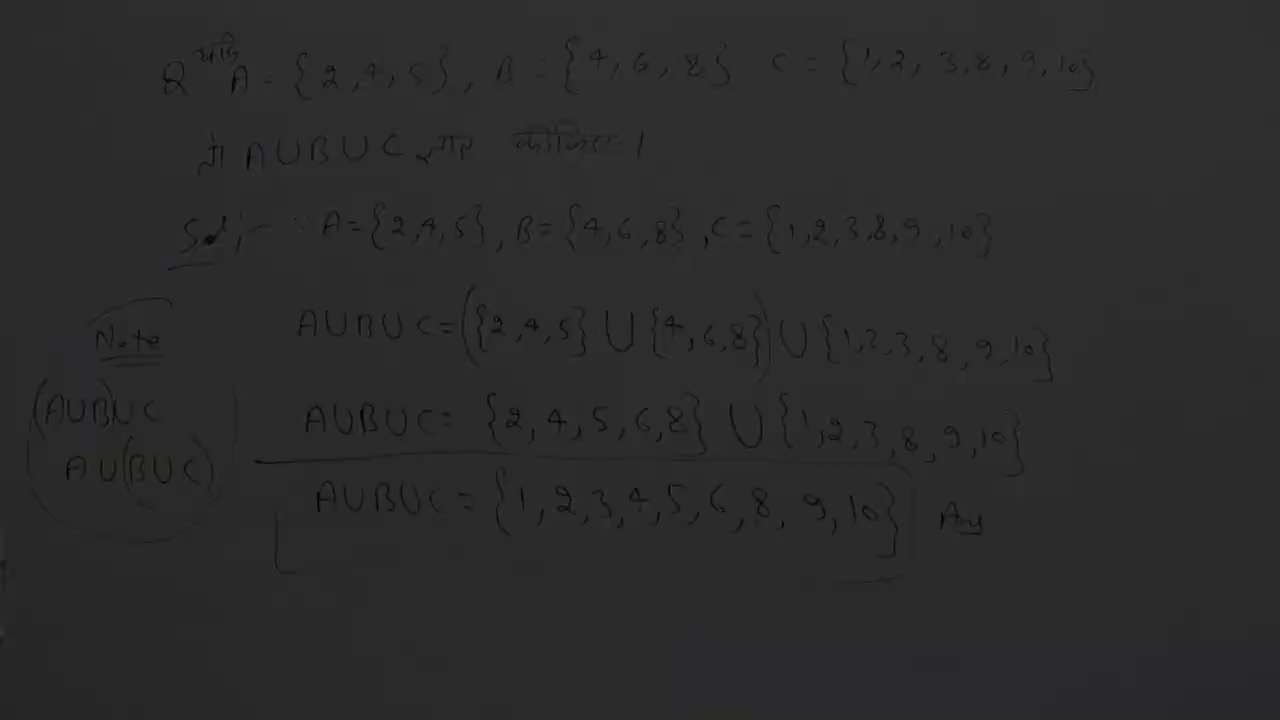 Q यदि A = {2,4,5}, B = {4,6,8} C = {1,2,3,8,9,10}
तो A∪B∪C ज्ञात कीजिए।
Sol:- ∵ A={2,4,5}, B={4,6,8}, C={1,2,3,8,9,10}
A∪B∪C=({2,4,5} ∪ {4,6,8}) ∪ {1,2,3,8,9,10}
A∪B∪C= {2,4,5,6,8} ∪ {1,2,3,8,9,10}
A∪B∪C={1,2,3,4,5,6,8,9,10} Ans
Note
(A∪B)∪C
A∪(B∪C)